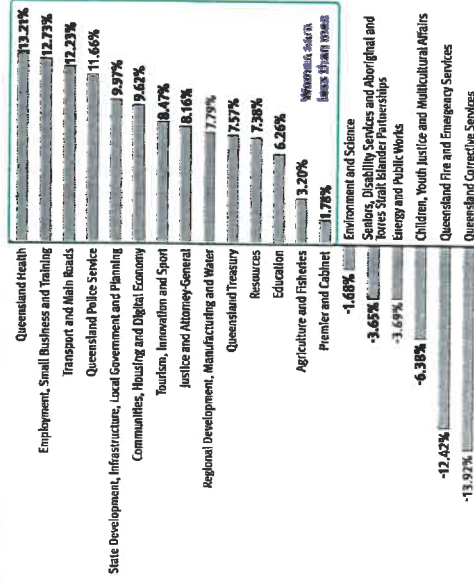 Queensland Health
13.21%
Employment, Small Business and Training
12.73%
Transport and Main Roads
12.23%
Queensland Police Service
11.66%
State Development, Infrastructure, Local Government and Planning
9.97%
Communities, Housing and Digital Economy
9.62%
Tourism, Innovation and Sport
8.47%
Justice and Attorney-General
8.16%
Regional Development, Manufacturing and Water
7.79%
Queensland Treasury
7.57%
Resources
7.38%
Education
6.26%
Agriculture and Fisheries
3.20%
Premier and Cabinet
1.78%
Women earn
less than men
-1.68%
Environment and Science
-3.65%
Seniors, Disability Services and Aboriginal and
Torres Strait Islander Partnerships
-3.69%
Energy and Public Works
-6.38%
Children, Youth Justice and Multicultural Affairs
-12.42%
Queensland Fire and Emergency Services
-13.92%
Queensland Corrective Services